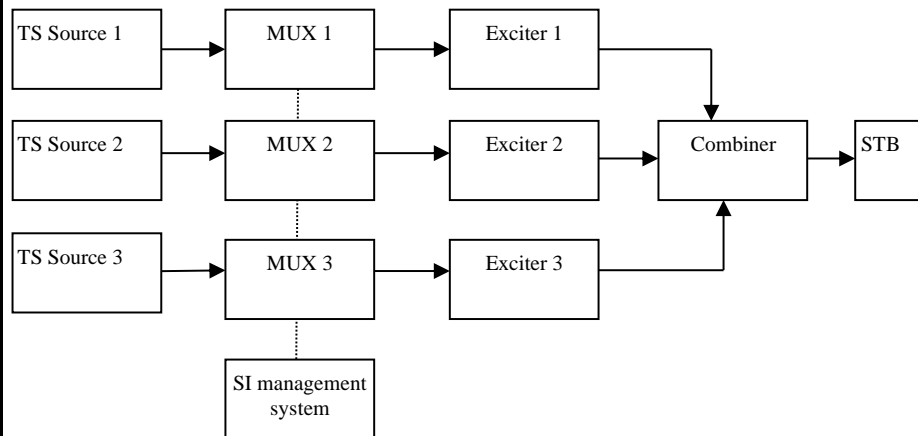 TS Source 1
MUX 1
Exciter 1
TS Source 2
MUX 2
Exciter 2
Combiner
STB
TS Source 3
MUX 3
Exciter 3
SI management
system